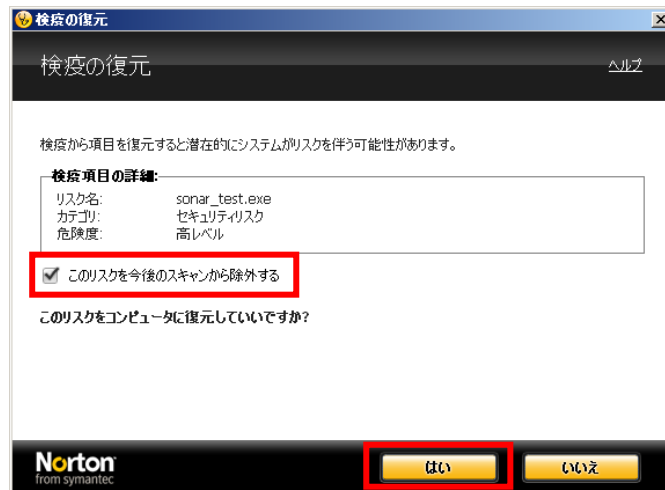 検疫の復元
検疫の復元
ヘルプ
検疫から項目を復元すると潜在的にシステムがリスクを伴う可能性があります。
検疫項目の詳細:
リスク名: sonar_test.exe
カテゴリ: セキュリティリスク
危険度: 高レベル
このリスクを今後のスキャンから除外する
このリスクをコンピュータに復元していいですか?
Norton
from symantec
はい
いいえ